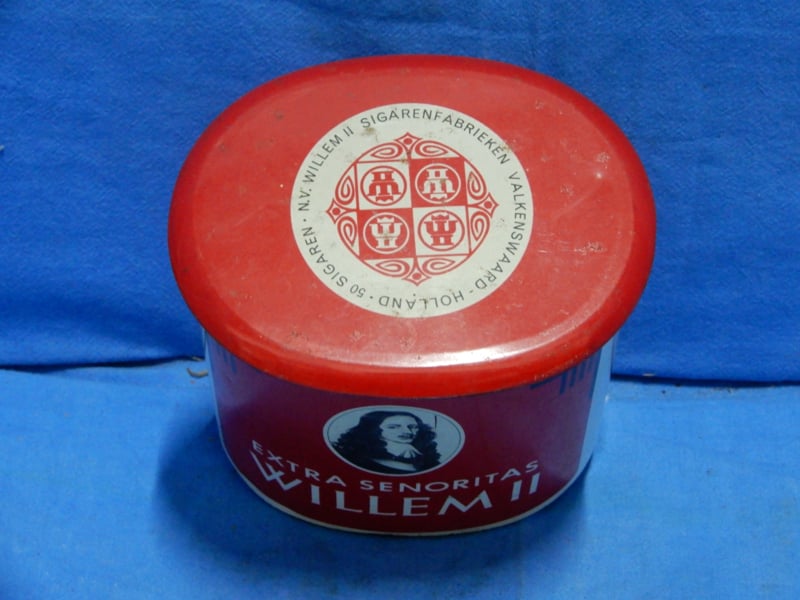 N.V. WILLEM II SIGARENFABRIEKEN VALKENSWAARD - HOLLAND · 50 SIGAREN ·
EXTRA SENORITAS
WILLEM II